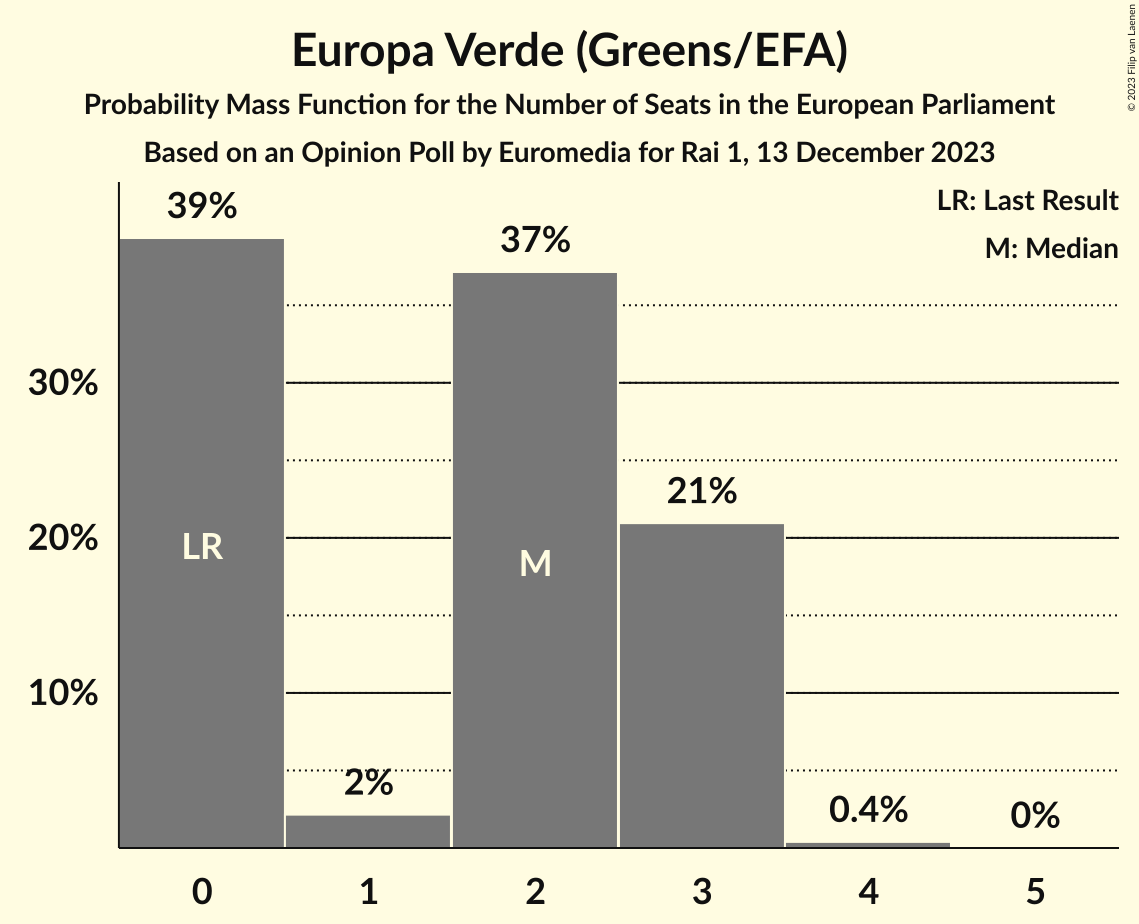 Europa Verde (Greens/EFA)
Probability Mass Function for the Number of Seats in the European Parliament
Based on an Opinion Poll by Euromedia for Rai 1, 13 December 2023
© 2023 Filip van Laenen
LR: Last Result
M: Median
39%
37%
30%
21%
20%
LR
M
10%
2%
0.4%
0%
0 1 2 3 4 5